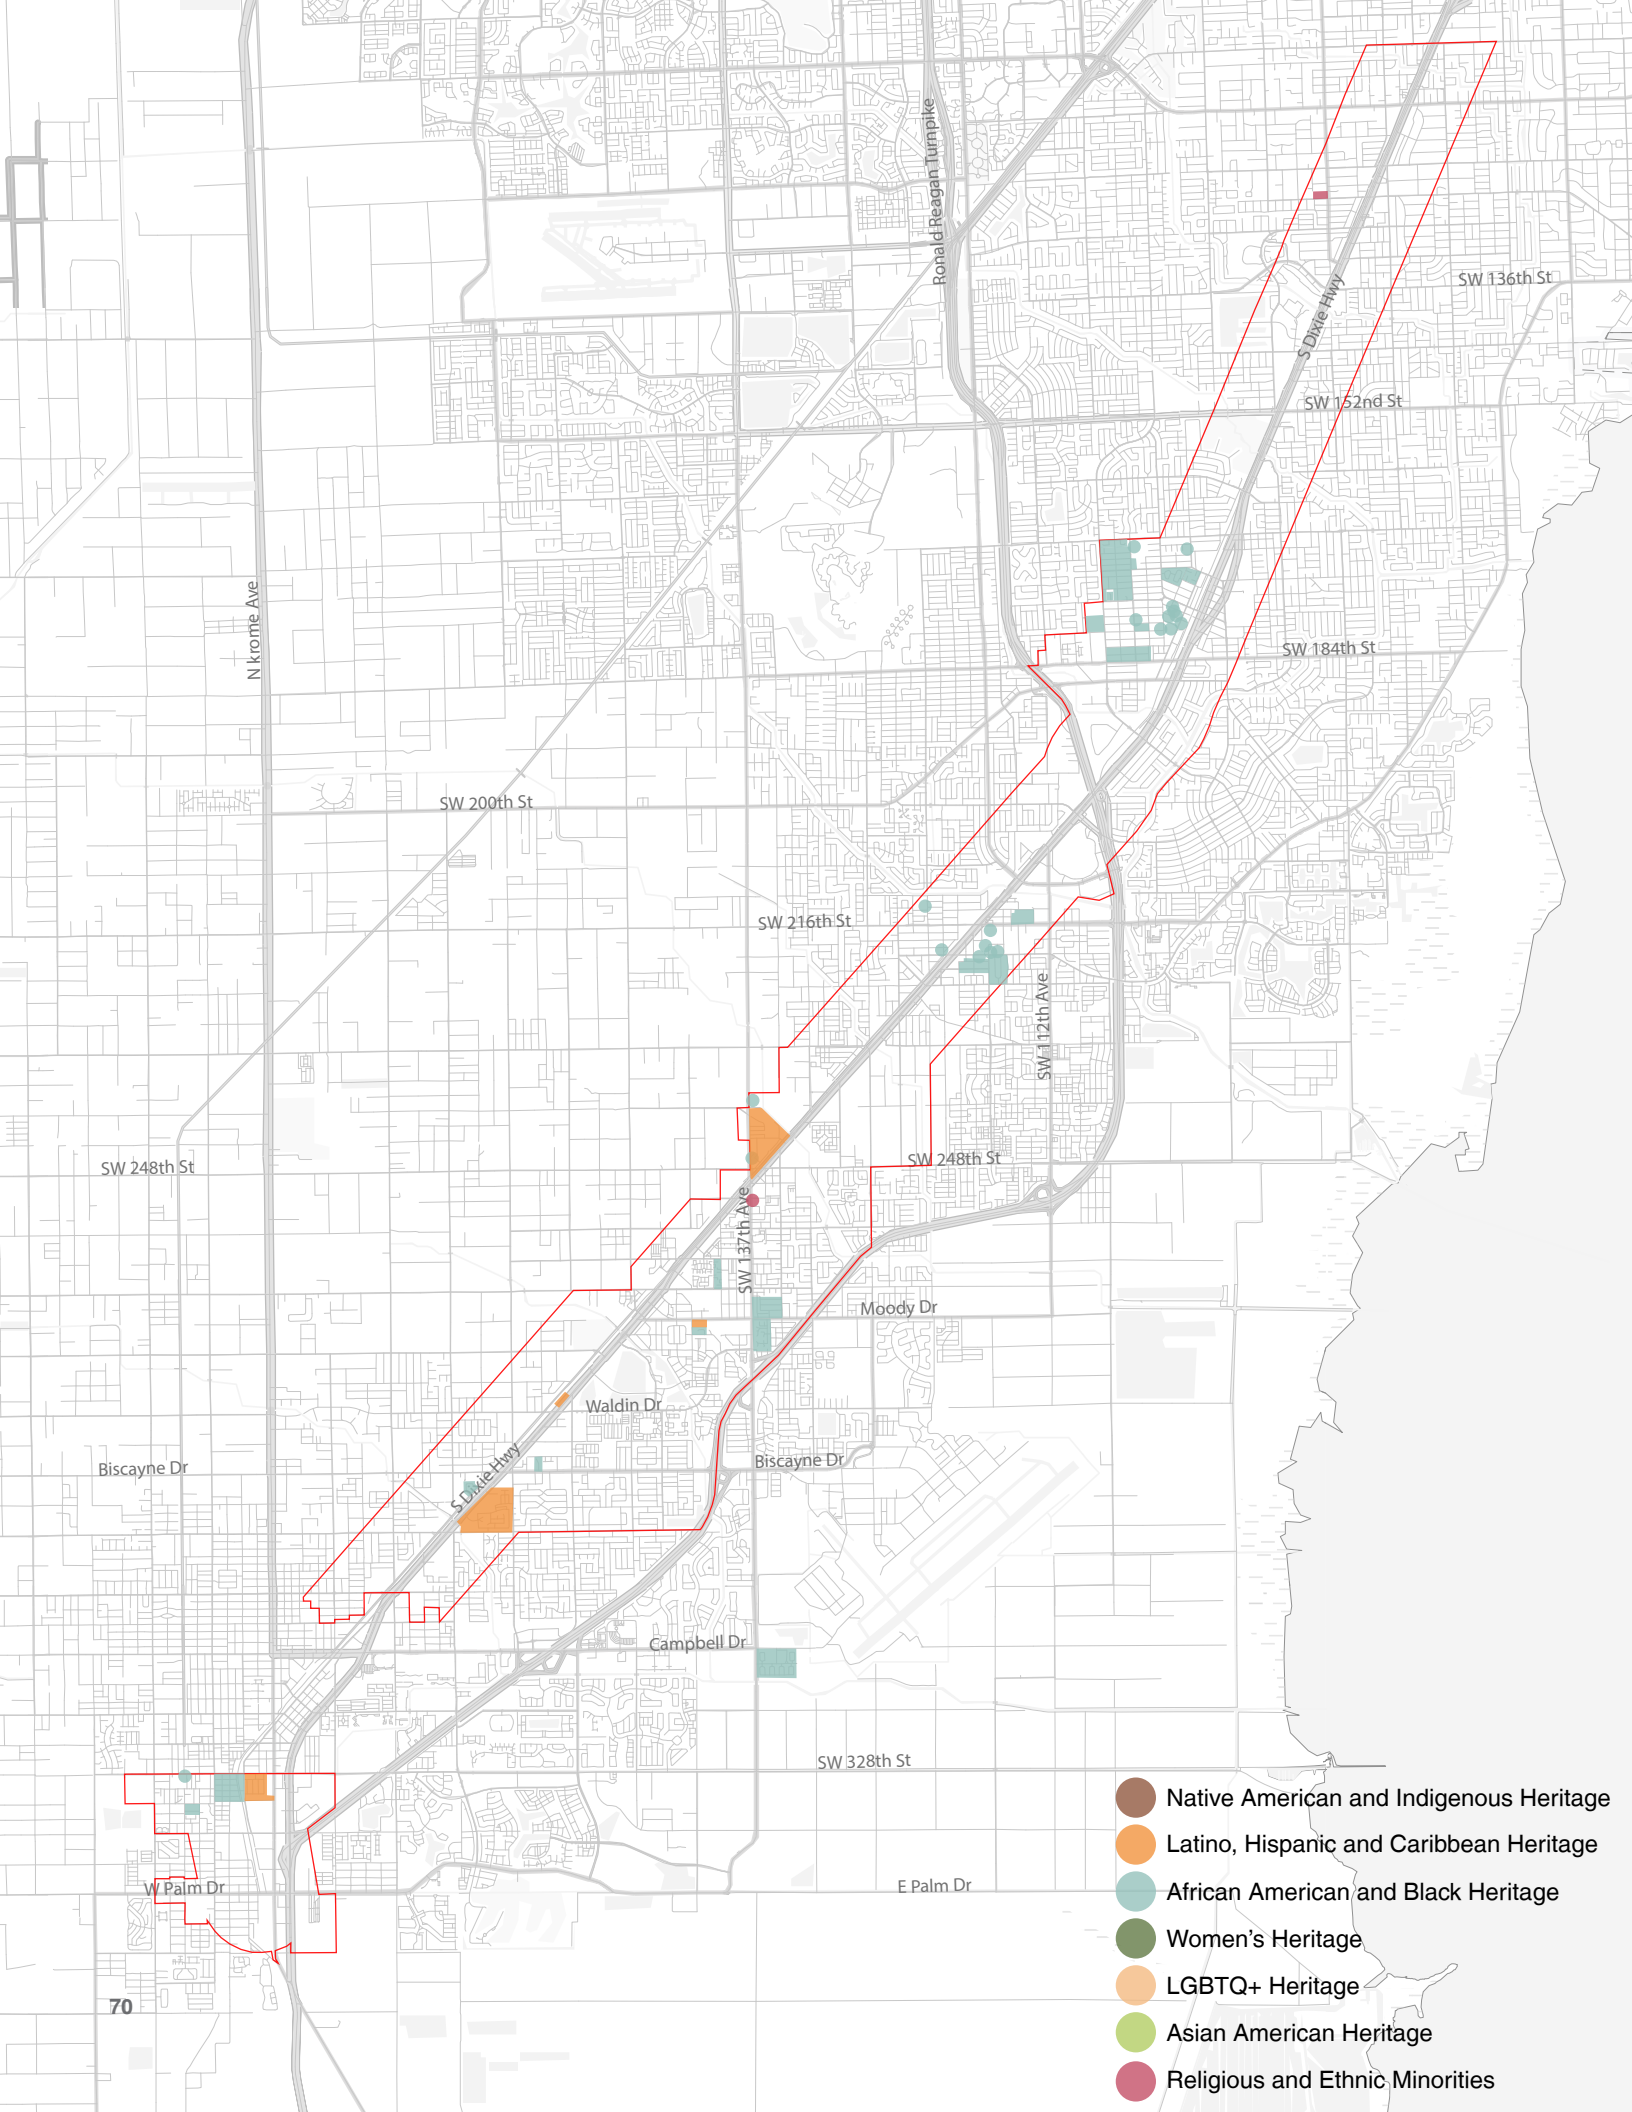 Ronald Reagan Turnpike
SW 136th St
S Dixie Hwy
SW 152nd St
N krome Ave
SW 184th St
SW 200th St
SW 216th St
SW 112th Ave
SW 248th St
SW 248th St
SW 137th Ave
Moody Dr
Waldin Dr
S Dixie Hwy
Biscayne Dr
Biscayne Dr
Campbell Dr
SW 328th St
Native American and Indigenous Heritage
Latino, Hispanic and Caribbean Heritage
W Palm Dr
E Palm Dr
African American and Black Heritage
Women's Heritage
LGBTQ+ Heritage
70
Asian American Heritage
Religious and Ethnic Minorities